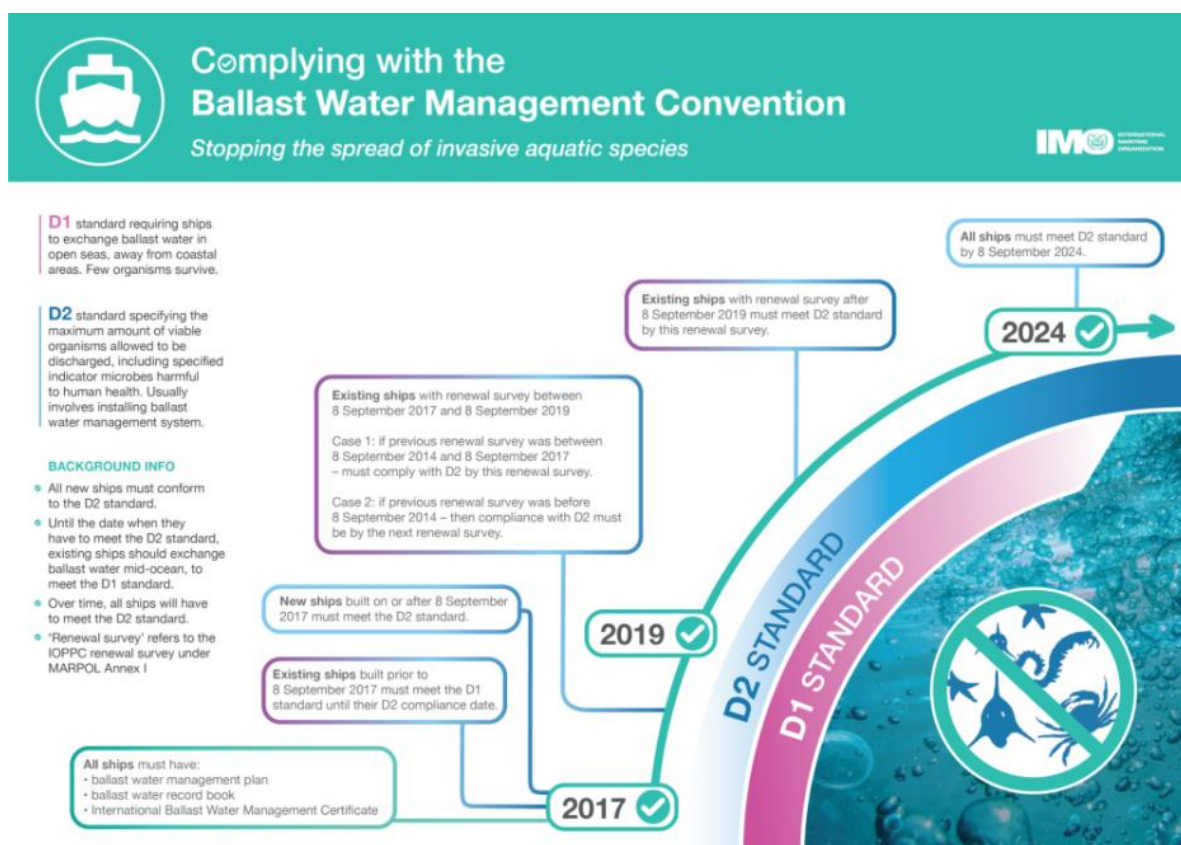 Complying with the
Ballast Water Management Convention
Stopping the spread of invasive aquatic species
IMO
INTERNATIONAL
MARITIME
ORGANIZATION
D1 standard requiring ships
to exchange ballast water in
open seas, away from coastal
areas. Few organisms survive.
D2 standard specifying the
maximum amount of viable
organisms allowed to be
discharged, including specified
indicator microbes harmful
to human health. Usually
involves installing ballast
water management system.
BACKGROUND INFO
All new ships must conform
to the D2 standard.
Until the date when they
have to meet the D2 standard,
existing ships should exchange
ballast water mid-ocean, to
meet the D1 standard.
Over time, all ships will have
to meet the D2 standard.
'Renewal survey' refers to the
IOPPC renewal survey under
MARPOL Annex I
All ships must meet D2 standard
by 8 September 2024.
2024
Existing ships with renewal survey after
8 September 2019 must meet D2 standard
by this renewal survey.
Existing ships with renewal survey between
8 September 2017 and 8 September 2019
Case 1: if previous renewal survey was between
8 September 2014 and 8 September 2017
– must comply with D2 by this renewal survey.
Case 2: if previous renewal survey was before
8 September 2014 – then compliance with D2 must
be by the next renewal survey.
2019
New ships built on or after 8 September
2017 must meet the D2 standard.
Existing ships built prior to
8 September 2017 must meet the D1
standard until their D2 compliance date.
All ships must have:
• ballast water management plan
• ballast water record book
• International Ballast Water Management Certificate
2017
D2 STANDARD
D1 STANDARD